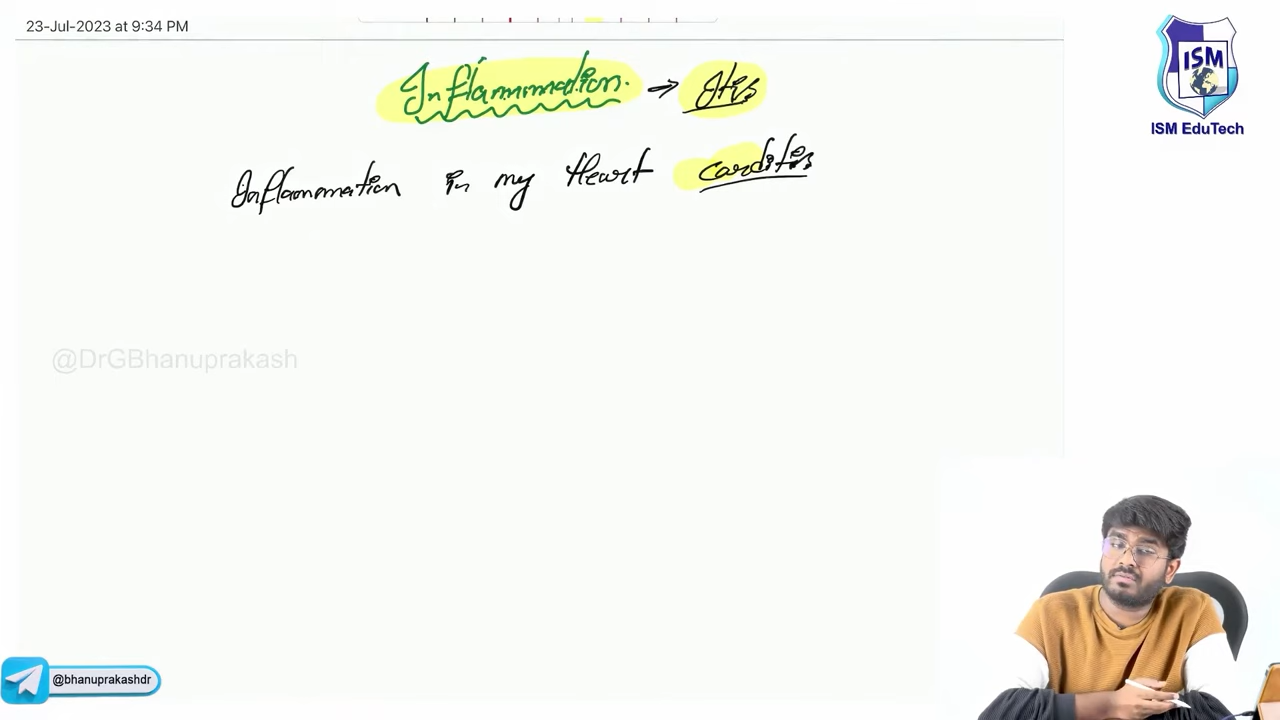 23-Jul-2023 at 9:34 PM
Inflammation. → Itis
Inflammation in my Heart carditis
@DrGBhanuprakash
@bhanuprakashdr
ISM
ISM EduTech